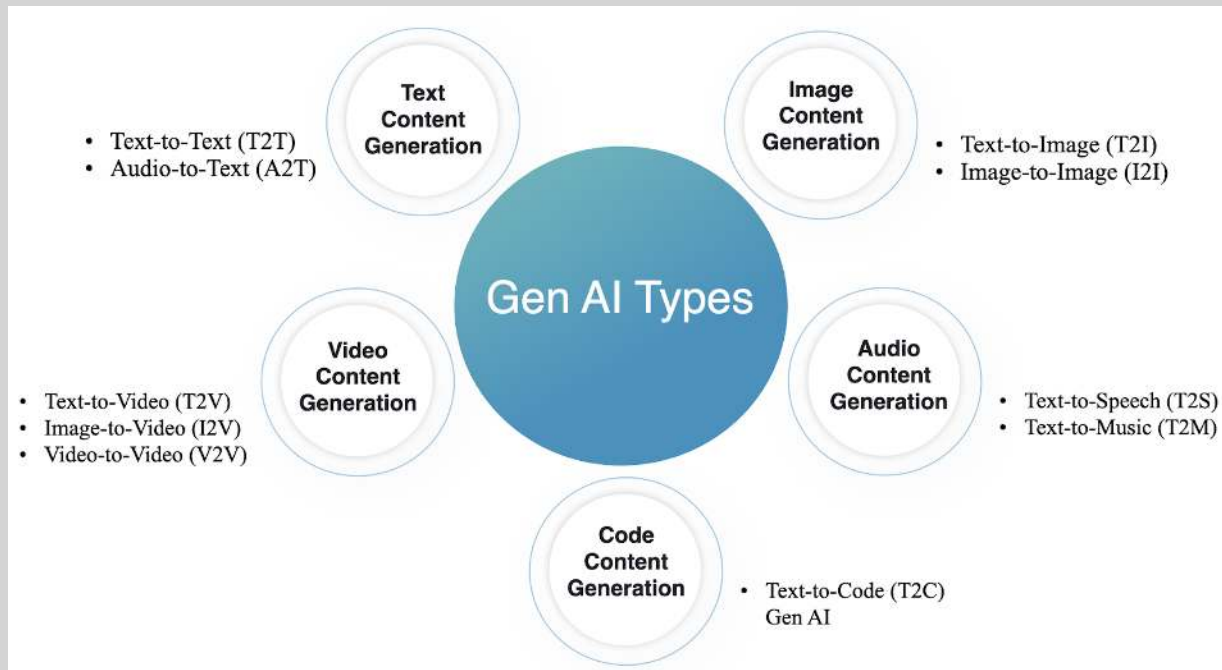 Text
Content
Generation
• Text-to-Text (T2T)
• Audio-to-Text (A2T)
Image
Content
Generation
• Text-to-Image (T2I)
• Image-to-Image (I2I)
Gen AI Types
Video
Content
Generation
• Text-to-Video (T2V)
• Image-to-Video (I2V)
• Video-to-Video (V2V)
Audio
Content
Generation
• Text-to-Speech (T2S)
• Text-to-Music (T2M)
Code
Content
Generation
• Text-to-Code (T2C)
Gen AI